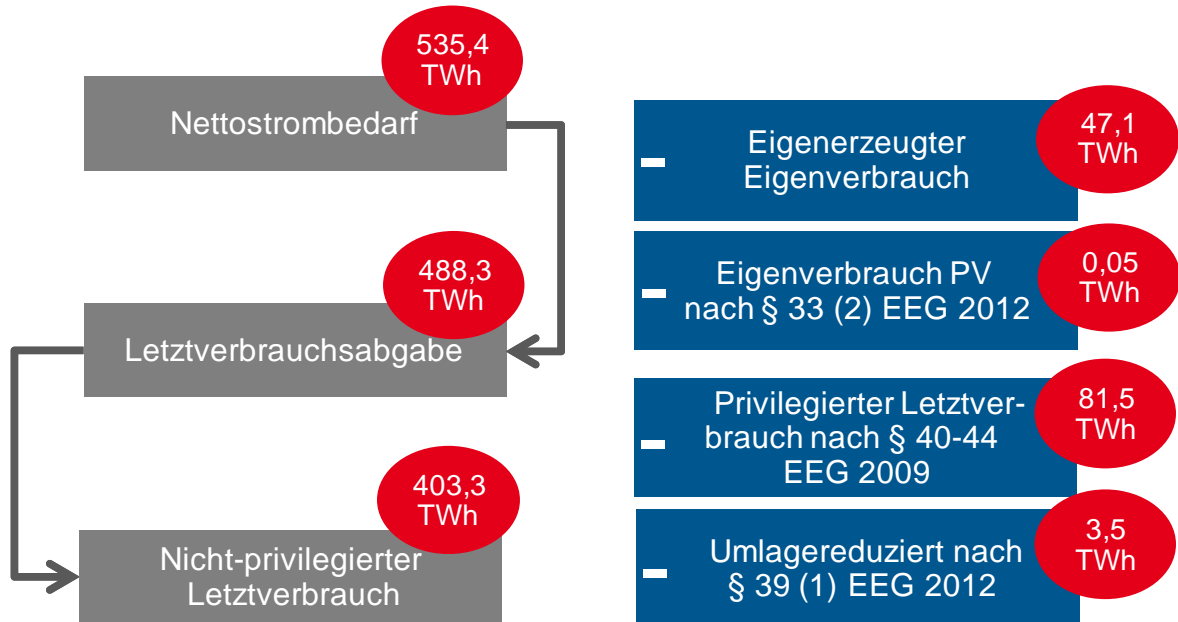 535,4
TWh
Nettostrombedarf
47,1
TWh
- Eigenerzeugter
Eigenverbrauch
488,3
TWh
Letztverbrauchsabgabe
0,05
TWh
- Eigenverbrauch PV
nach § 33 (2) EEG 2012
81,5
TWh
- Privilegierter Letztver-
brauch nach § 40-44
EEG 2009
403,3
TWh
Nicht-privilegierter
Letztverbrauch
3,5
TWh
- Umlagereduziert nach
§ 39 (1) EEG 2012